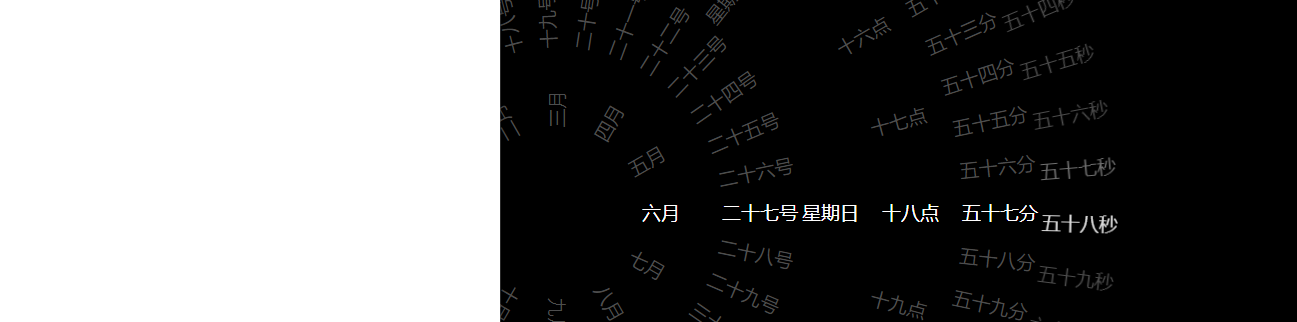 十八号
十九号
二十号
二十一号
二十二号
二十三号
二十四号
二十五号
二十六号
二十七号
二十八号
二十九号
三月
四月
五月
六月
七月
八月
星期日
十六点
十七点
十八点
十九点
五十三分
五十四分
五十五分
五十六分
五十七分
五十八分
五十九分
五十四秒
五十五秒
五十六秒
五十七秒
五十八秒
五十九秒